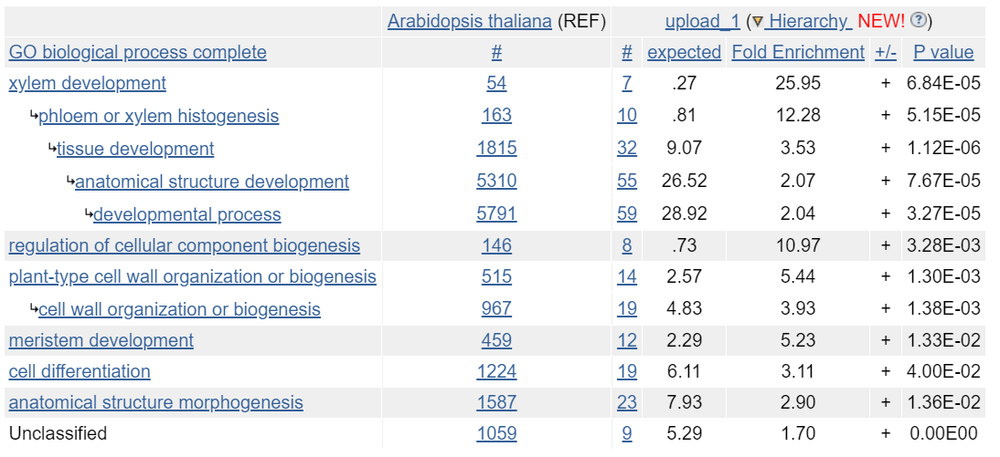 Arabidopsis thaliana (REF) upload_1 (▼ Hierarchy NEW! ?)
GO biological process complete # # expected Fold Enrichment +/- P value
xylem development 54 7 .27 25.95 + 6.84E-05
↳phloem or xylem histogenesis 163 10 .81 12.28 + 5.15E-05
↳tissue development 1815 32 9.07 3.53 + 1.12E-06
↳anatomical structure development 5310 55 26.52 2.07 + 7.67E-05
↳developmental process 5791 59 28.92 2.04 + 3.27E-05
regulation of cellular component biogenesis 146 8 .73 10.97 + 3.28E-03
plant-type cell wall organization or biogenesis 515 14 2.57 5.44 + 1.30E-03
↳cell wall organization or biogenesis 967 19 4.83 3.93 + 1.38E-03
meristem development 459 12 2.29 5.23 + 1.33E-02
cell differentiation 1224 19 6.11 3.11 + 4.00E-02
anatomical structure morphogenesis 1587 23 7.93 2.90 + 1.36E-02
Unclassified 1059 9 5.29 1.70 + 0.00E00